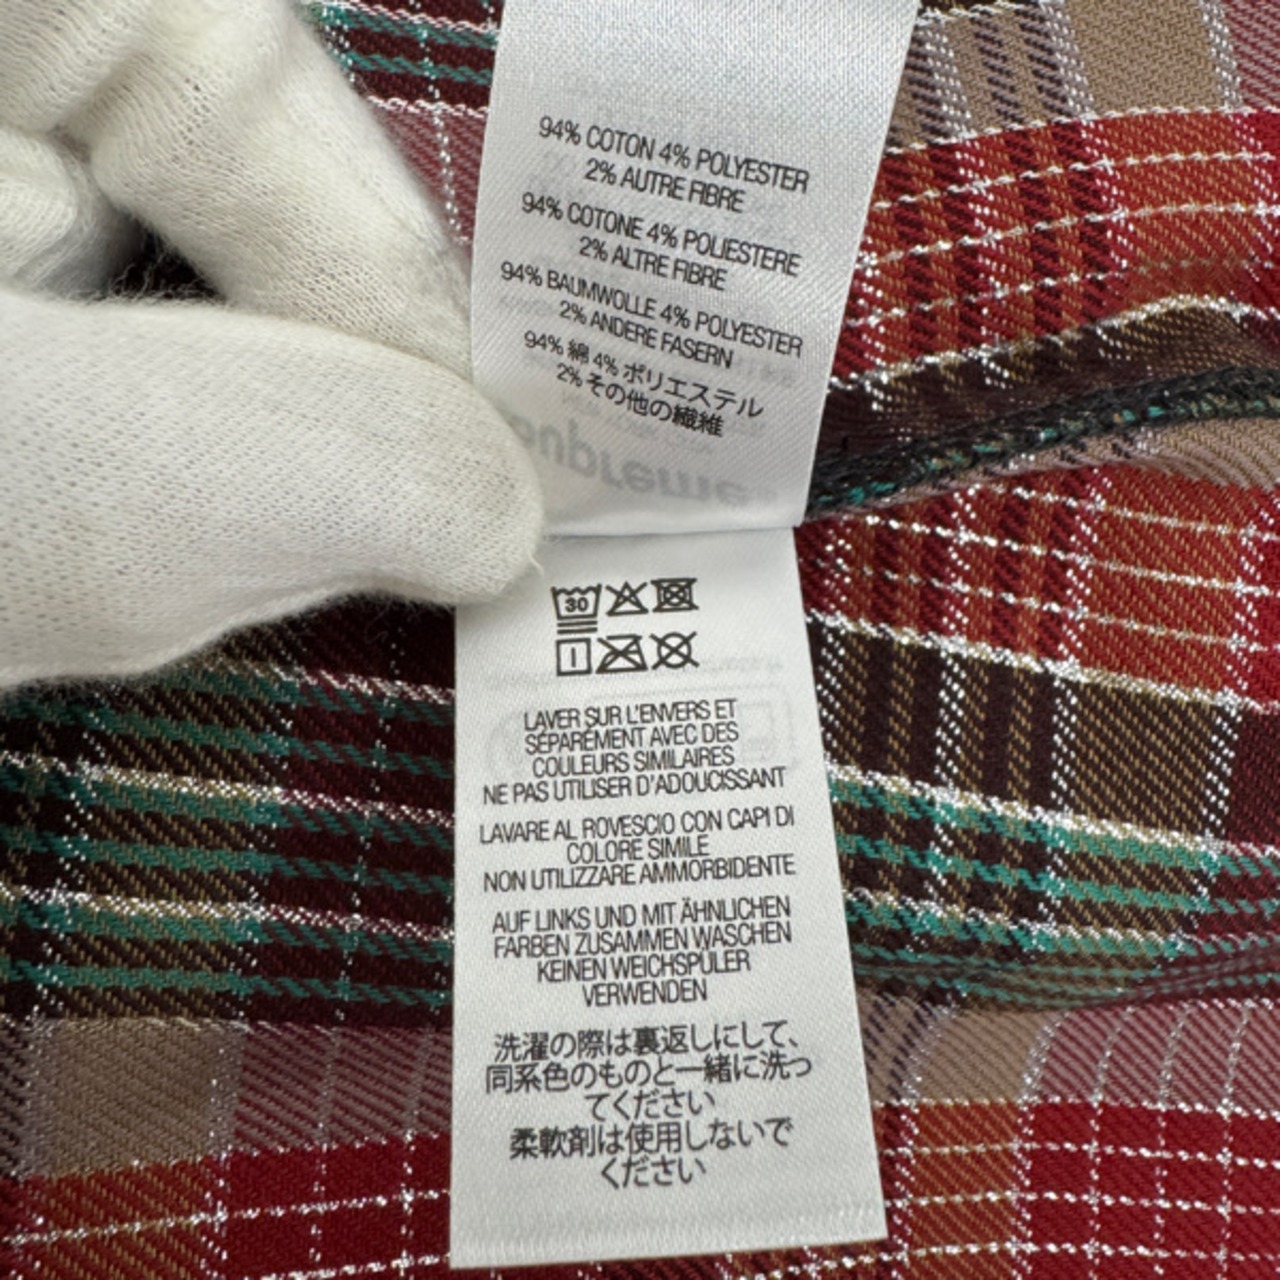 94% COTON 4% POLYESTER
2% AUTRE FIBRE
94% COTONE 4% POLIESTERE
2% ALTRE FIBRE
94% BAUMWOLLE 4% POLYESTER
2% ANDERE FASERN
94% 綿 4% ポリエステル
2% その他の繊維
Supreme
30
LAVER SUR L'ENVERS ET
SÉPARÉMENT AVEC DES
COULEURS SIMILAIRES
NE PAS UTILISER D'ADOUCISSANT
LAVARE AL ROVESCIO CON CAPI DI
COLORE SIMILE
NON UTILIZZARE AMMORBIDENTE
AUF LINKS UND MIT ÄHNLICHEN
FARBEN ZUSAMMEN WASCHEN
KEINEN WEICHSPÜLER
VERWENDEN
洗濯の際は裏返しにして、
同系色のものと一緒に洗っ
てください
柔軟剤は使用しないで
ください